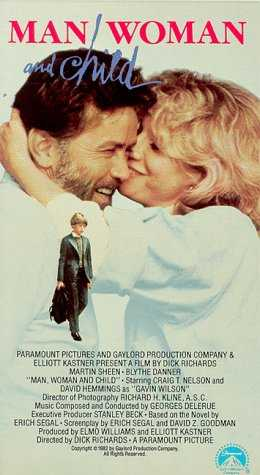 MAN/WOMAN
and child
PARAMOUNT PICTURES AND GAYLORD PRODUCTION COMPANY &
ELLIOTT KASTNER PRESENT A FILM BY DICK RICHARDS
MARTIN SHEEN · BLYTHE DANNER
"MAN, WOMAN AND CHILD" · Starring CRAIG T. NELSON and
DAVID HEMMINGS as "GAVIN WILSON"
Director of Photography RICHARD H. KLINE, A.S.C.
Music Composed and Conducted by GEORGES DELERUE
Executive Producer STANLEY BECK · Based on the Novel by
ERICH SEGAL · Screenplay by ERICH SEGAL and DAVID Z. GOODMAN
Produced by ELMO WILLIAMS and ELLIOTT KASTNER
Directed by DICK RICHARDS · A PARAMOUNT PICTURE
Copyright © 1982 by Gaylord Production Company.
All Rights Reserved.